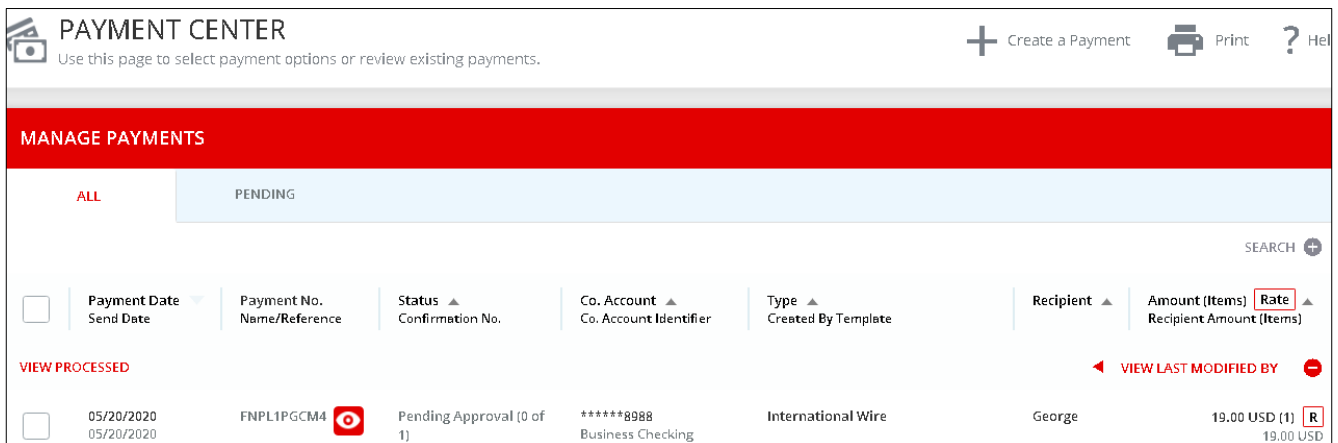 PAYMENT CENTER
Use this page to select payment options or review existing payments.
Create a Payment
Print
? Hel
MANAGE PAYMENTS
ALL
PENDING
SEARCH
Payment Date
Send Date
Payment No.
Name/Reference
Status
Confirmation No.
Co. Account
Co. Account Identifier
Type
Created By Template
Recipient
Amount (Items) Rate
Recipient Amount (Items)
VIEW PROCESSED
VIEW LAST MODIFIED BY
05/20/2020
05/20/2020
FNPL1PGCM4
Pending Approval (0 of
1)
******8988
Business Checking
International Wire
George
19.00 USD (1) R
19.00 USD